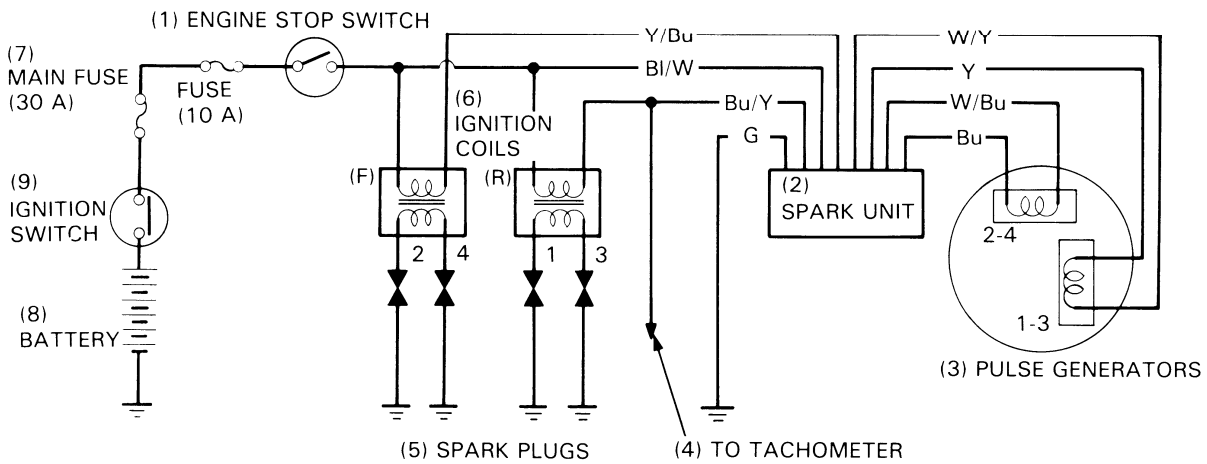 (1) ENGINE STOP SWITCH
(7)
MAIN FUSE
(30 A)
FUSE
(10 A)
Y/Bu
Bl/W
Bu/Y
G
W/Y
Y
W/Bu
Bu
(6)
IGNITION
COILS
(F)
(R)
(2)
SPARK UNIT
(9)
IGNITION
SWITCH
2 4
1 3
2-4
1-3
(8)
BATTERY
(3) PULSE GENERATORS
(5) SPARK PLUGS
(4) TO TACHOMETER